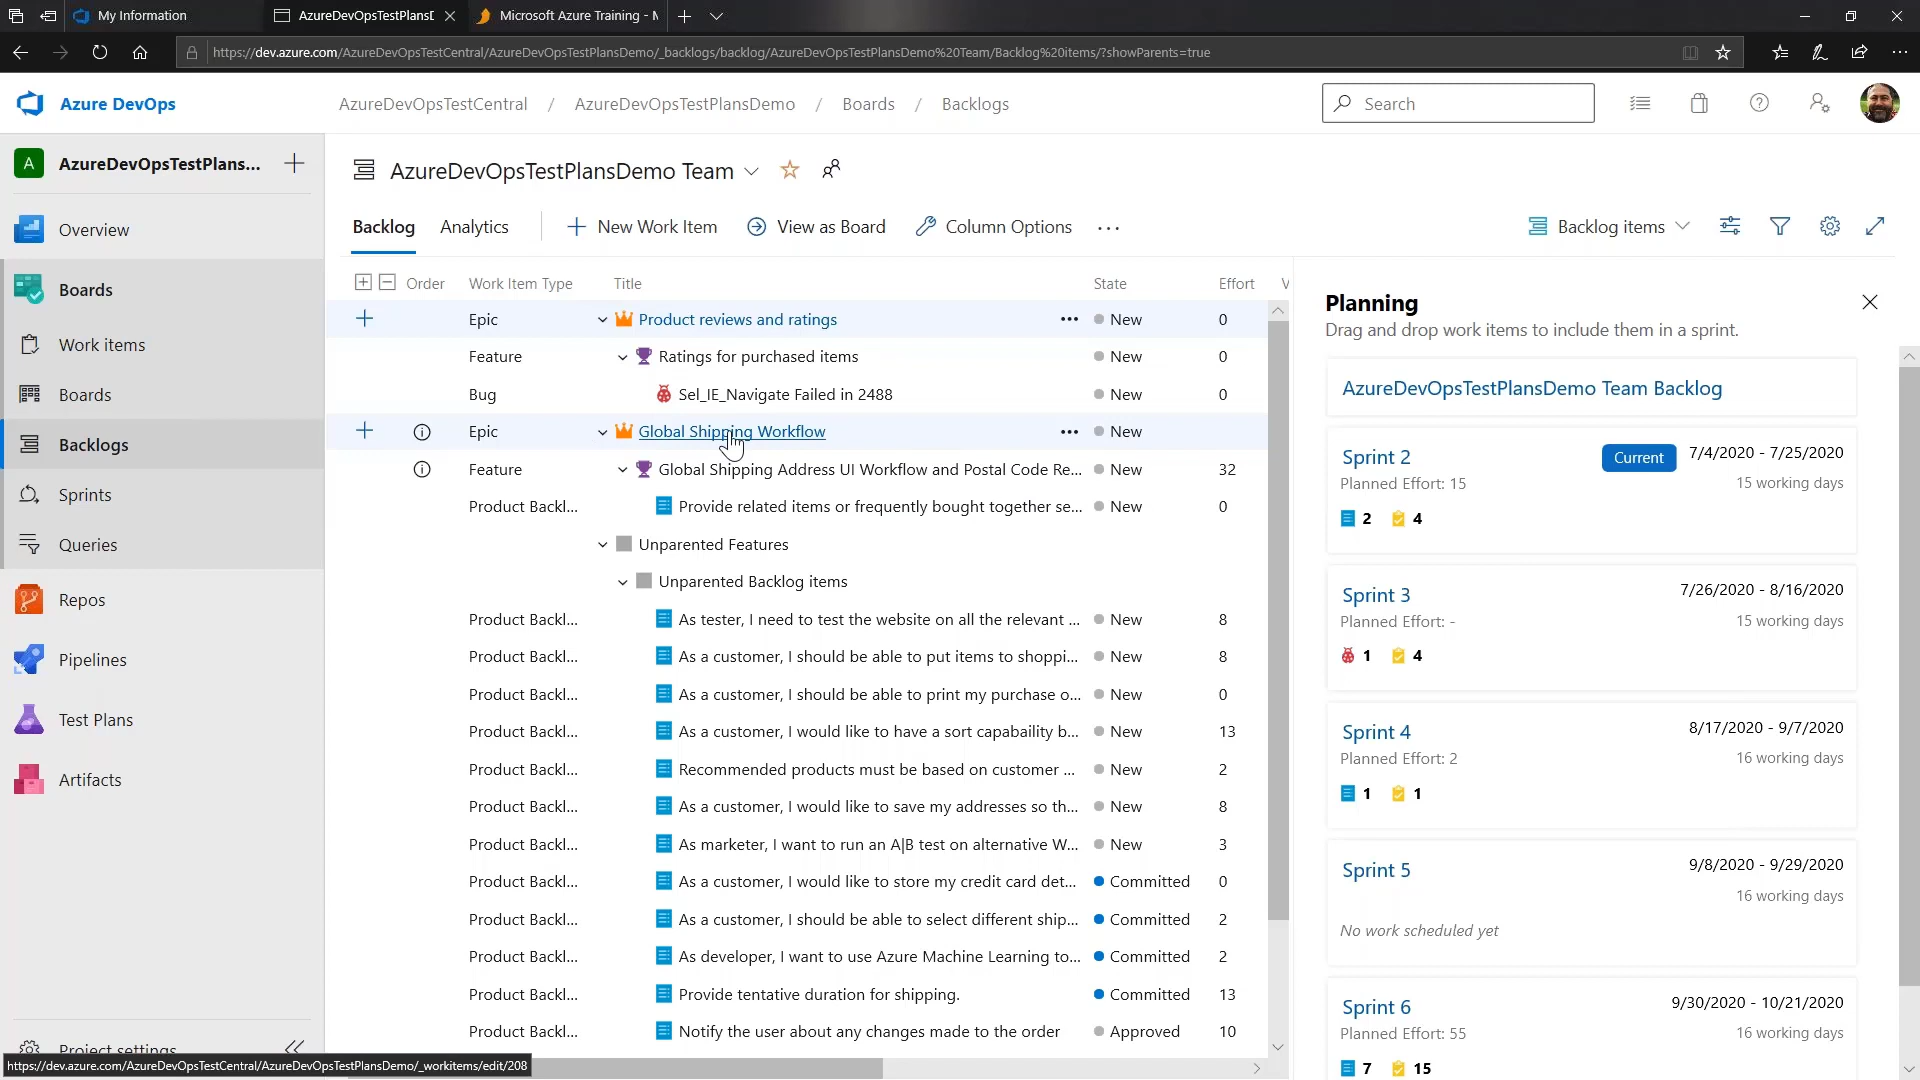 My Information
AzureDevOpsTestPlansD
Microsoft Azure Training - M
https://dev.azure.com/AzureDevOpsTestCentral/AzureDevOpsTestPlansDemo/_backlogs/backlog/AzureDevOpsTestPlansDemo%20Team/Backlog%20items/?showParents=true
Azure DevOps
AzureDevOpsTestCentral / AzureDevOpsTestPlansDemo / Boards / Backlogs
Search
A AzureDevOpsTestPlans...
Overview
Boards
Work items
Boards
Backlogs
Sprints
Queries
Repos
Pipelines
Test Plans
Artifacts
Project settings
AzureDevOpsTestPlansDemo Team
Backlog Analytics New Work Item View as Board Column Options ...
Backlog items
Order Work Item Type Title State Effort V
Epic Product reviews and ratings ... New 0
Feature Ratings for purchased items New 0
Bug Sel_IE_Navigate Failed in 2488 New 0
Epic Global Shipping Workflow ... New
Feature Global Shipping Address UI Workflow and Postal Code Re... New 32
Product Backl... Provide related items or frequently bought together se... New 0
Unparented Features
Unparented Backlog items
Product Backl... As tester, I need to test the website on all the relevant ... New 8
Product Backl... As a customer, I should be able to put items to shoppi... New 8
Product Backl... As a customer, I should be able to print my purchase o... New 0
Product Backl... As a customer, I would like to have a sort capabaility b... New 13
Product Backl... Recommended products must be based on customer ... New 2
Product Backl... As a customer, I would like to save my addresses so th... New 8
Product Backl... As marketer, I want to run an A|B test on alternative W... New 3
Product Backl... As a customer, I would like to store my credit card det... Committed 0
Product Backl... As a customer, I should be able to select different ship... Committed 2
Product Backl... As developer, I want to use Azure Machine Learning to... Committed 2
Product Backl... Provide tentative duration for shipping. Committed 13
Product Backl... Notify the user about any changes made to the order Approved 10
Planning
Drag and drop work items to include them in a sprint.
AzureDevOpsTestPlansDemo Team Backlog
Sprint 2 Current 7/4/2020 - 7/25/2020
Planned Effort: 15 15 working days
2 4
Sprint 3 7/26/2020 - 8/16/2020
Planned Effort: - 15 working days
1 4
Sprint 4 8/17/2020 - 9/7/2020
Planned Effort: 2 16 working days
1 1
Sprint 5 9/8/2020 - 9/29/2020
16 working days
No work scheduled yet
Sprint 6 9/30/2020 - 10/21/2020
Planned Effort: 55 16 working days
7 15
https://dev.azure.com/AzureDevOpsTestCentral/AzureDevOpsTestPlansDemo/_workitems/edit/208